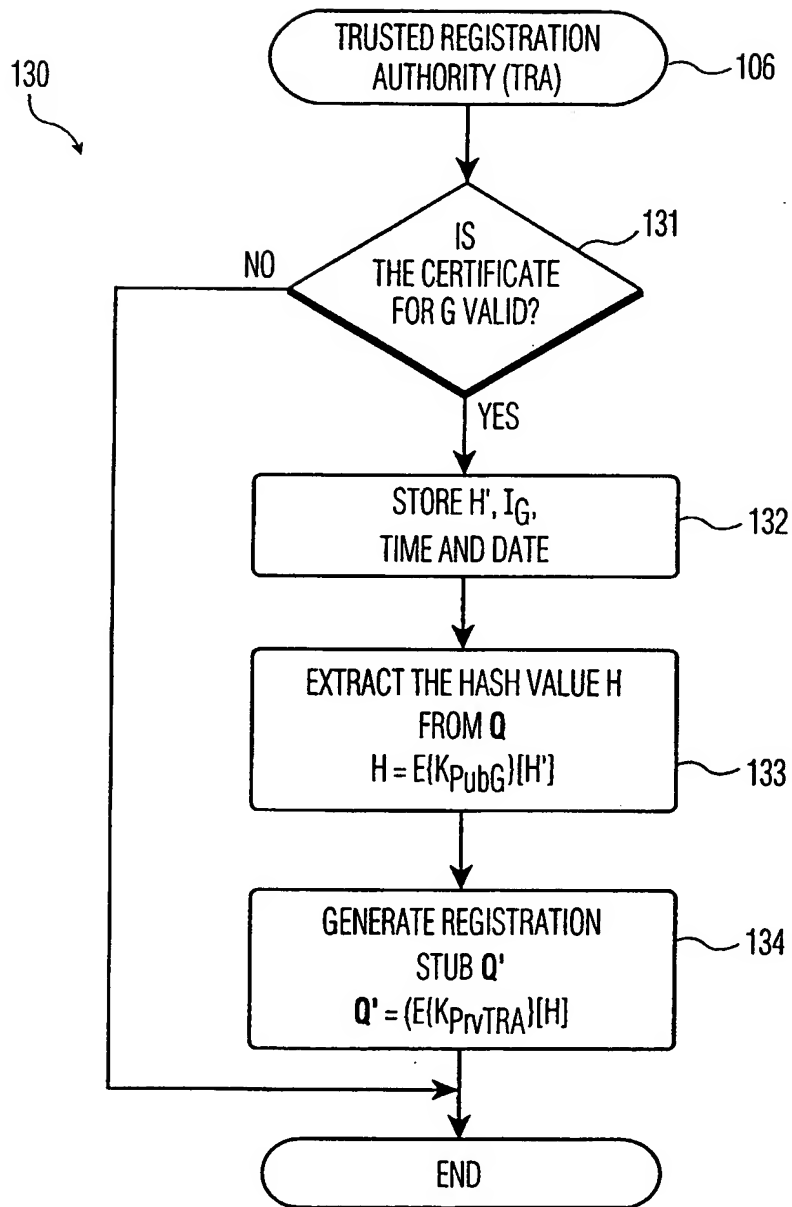 TRUSTED REGISTRATION
AUTHORITY (TRA)
106
130
IS
THE CERTIFICATE
FOR G VALID?
131
NO
YES
STORE H', I_G,
TIME AND DATE
132
EXTRACT THE HASH VALUE H
FROM Q
H = E{K_PubG}[H']
133
GENERATE REGISTRATION
STUB Q'
Q' = (E{K_PrvTRA}[H]
134
END